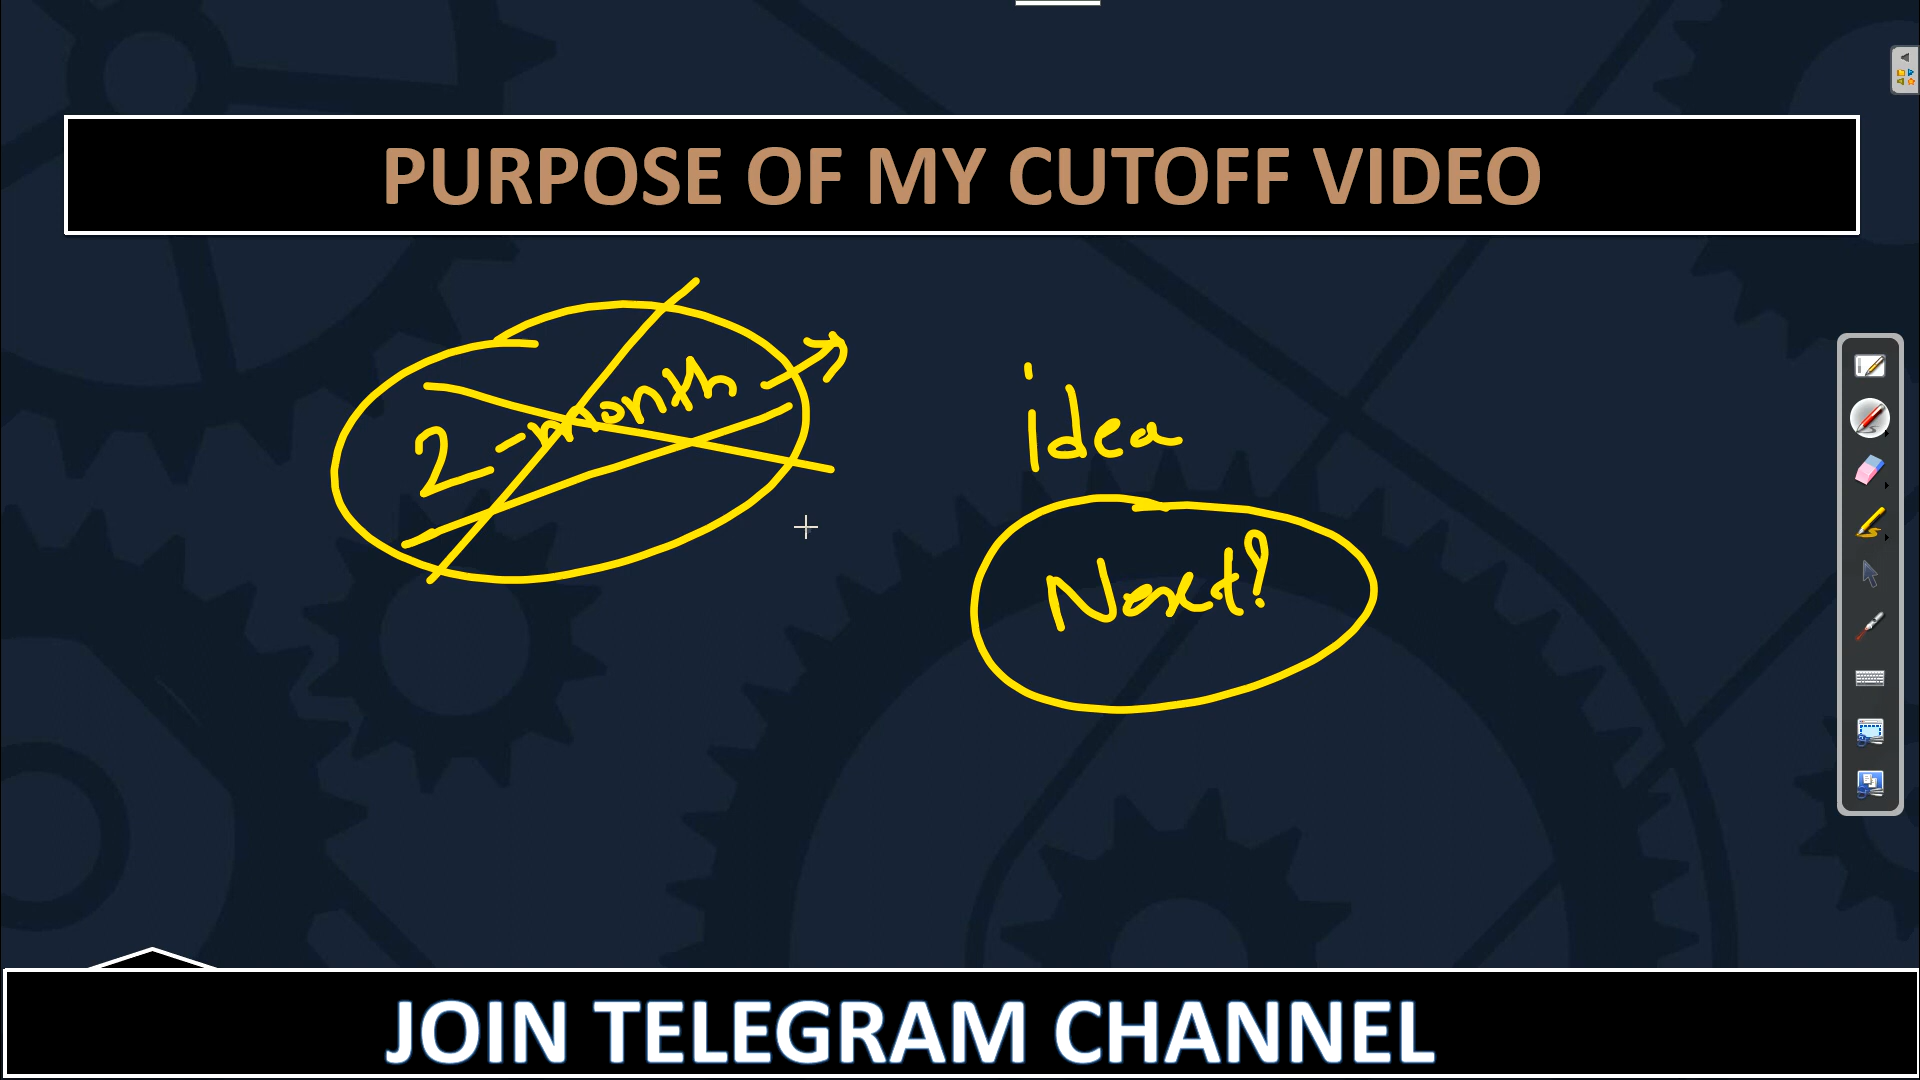 PURPOSE OF MY CUTOFF VIDEO
2-month
idea
Next?
JOIN TELEGRAM CHANNEL